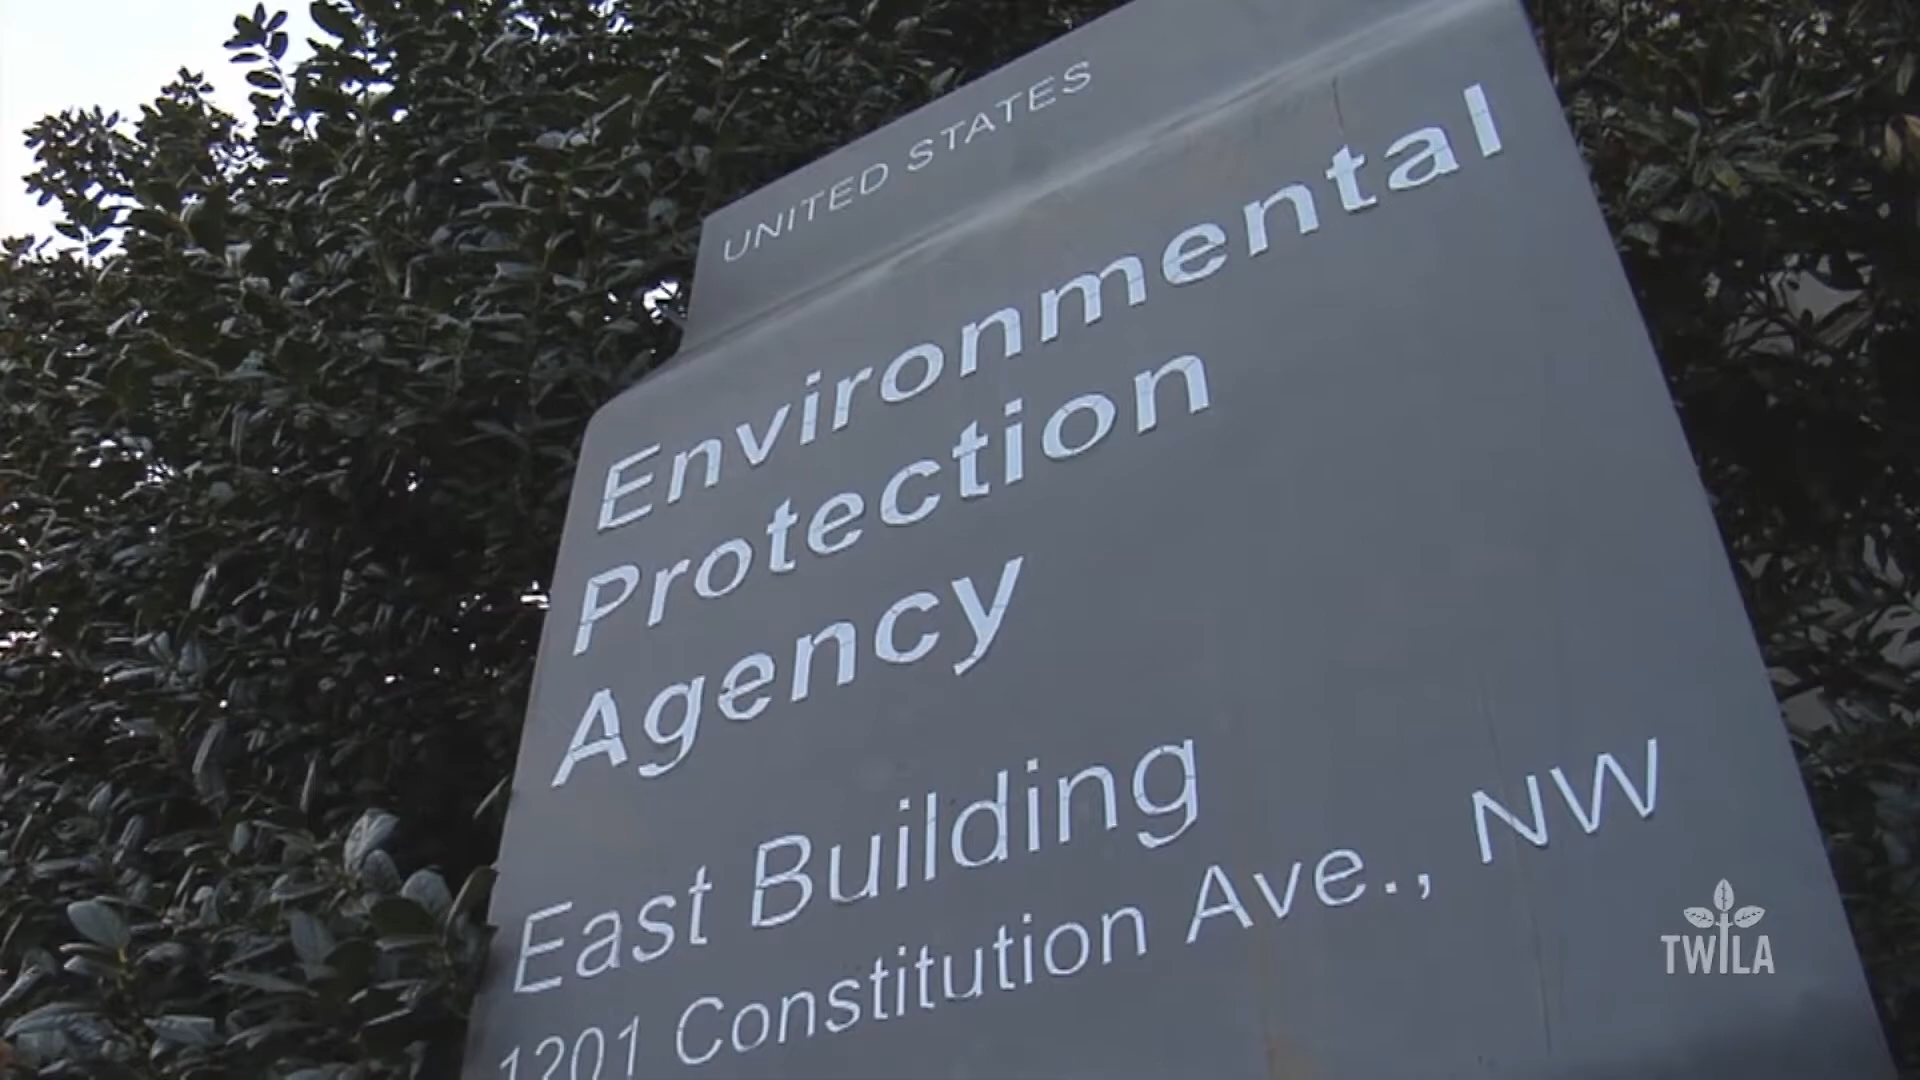 UNITED STATES
Environmental
Protection
Agency
East Building
1201 Constitution Ave., NW
TWILA